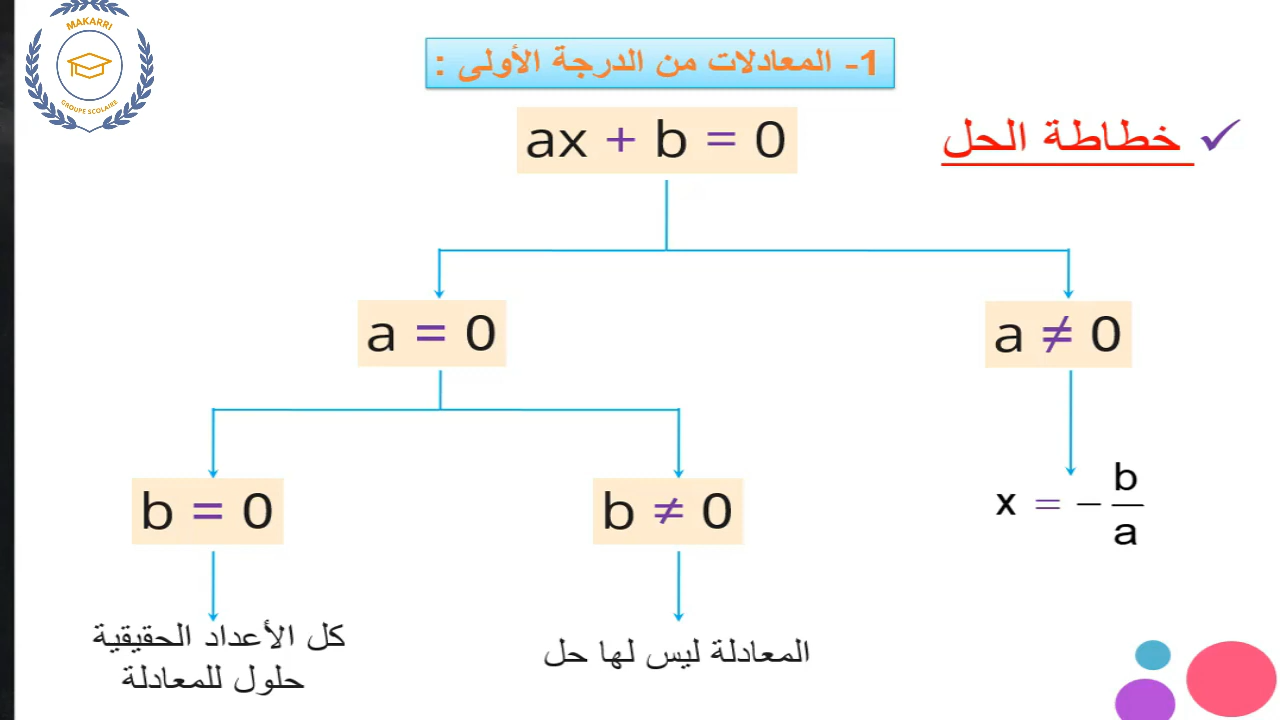 MAKARRI
GROUPE SCOLAIRE
1- المعادلات من الدرجة الأولى :
✓ خطاطة الحل
ax + b = 0
a ≠ 0
a = 0
x = - b/a
b ≠ 0
b = 0
المعادلة ليس لها حل
كل الأعداد الحقيقية
حلول للمعادلة